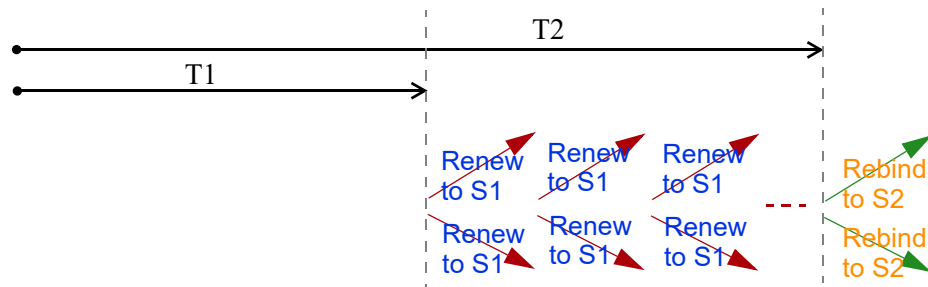 T2
T1
Renew
to S1
Renew
to S1
Renew
to S1
Rebind
to S2
Renew
to S1
Renew
to S1
Renew
to S1
Rebind
to S2